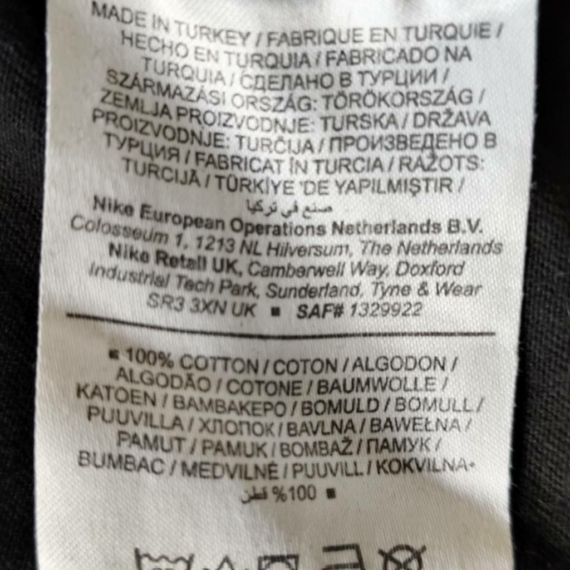 MADE IN TURKEY / FABRIQUE EN TURQUIE /
HECHO EN TURQUIA / FABRICADO NA
TURQUIA / СДЕЛАНО В ТУРЦИИ /
SZÁRMAZÁSI ORSZÁG: TÖRÖKORSZÁG /
ZEMLJA PROIZVODNJE: TURSKA / DRŽAVA
PROIZVODNJE: TURČIJA / ПРОИЗВЕДЕНО В
ТУРЦИЯ / FABRICAT ÎN TURCIA / RAŽOTS:
TURCIJĀ / TÜRKİYE 'DE YAPILMIŞTIR /
صنع في تركيا
Nike European Operations Netherlands B.V.
Colosseum 1, 1213 NL Hilversum, The Netherlands
Nike Retail UK, Camberwell Way, Doxford
Industrial Tech Park, Sunderland, Tyne & Wear
SR3 3XN UK ■ SAF# 1329922
■ 100% COTTON / COTON / ALGODON /
ALGODÃO / COTONE / BAUMWOLLE /
KATOEN / ΒΑΜΒΑΚΕΡΟ / BOMULD / BOMULL /
PUUVILLA / ХЛОПОК / BAVLNA / BAWEŁNA /
PAMUT / PAMUK / BOMBAŽ / ПАМУК /
BUMBAC / MEDVILNĖ / PUUVILL / KOKVILNA
100% قطن ■